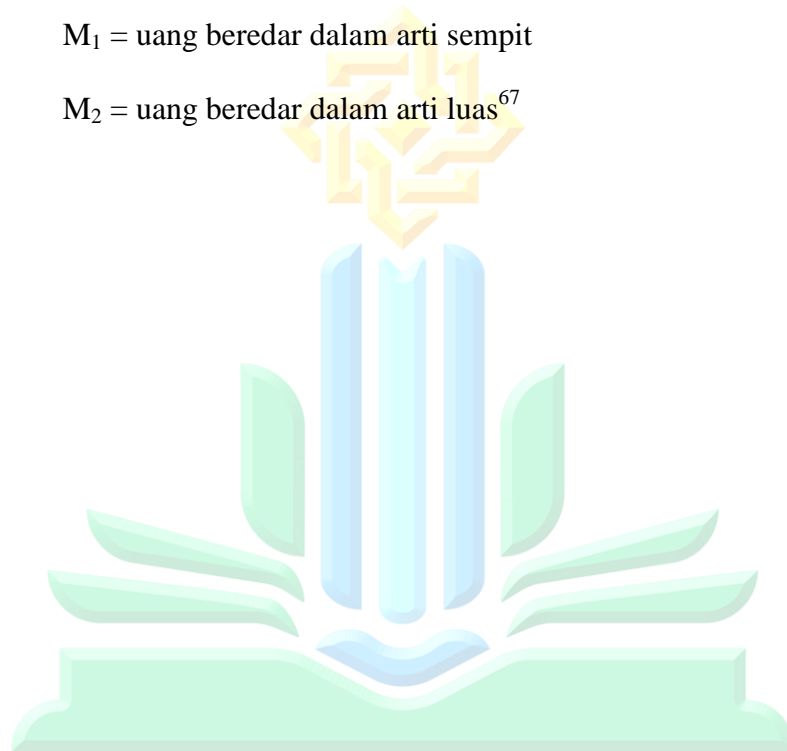 M₁ = uang beredar dalam arti sempit
M₂ = uang beredar dalam arti luas⁶⁷